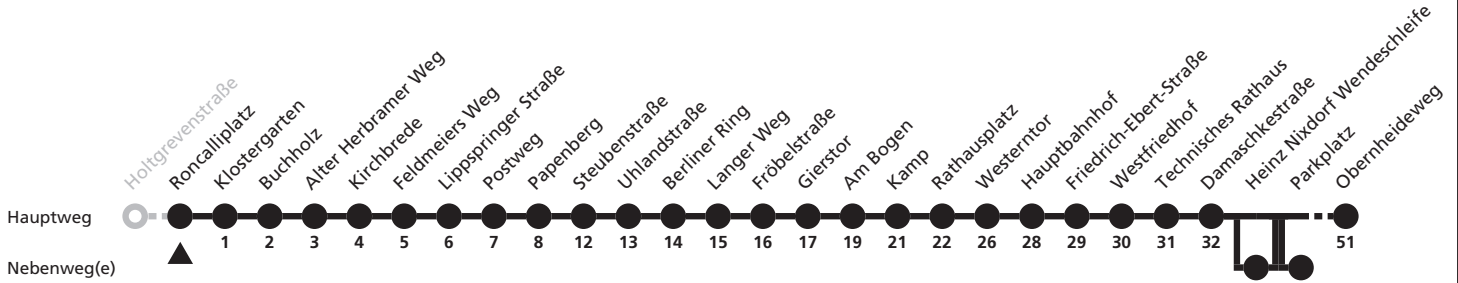 Holtgrevenstraße
Roncalliplatz
Klostergarten
Buchholz
Alter Herbramer Weg
Kirchbrede
Feldmeiers Weg
Lippspringer Straße
Postweg
Papenberg
Steubenstraße
Uhlandstraße
Berliner Ring
Langer Weg
Fröbelstraße
Gierstor
Am Bogen
Kamp
Rathausplatz
Westerntor
Hauptbahnhof
Friedrich-Ebert-Straße
Westfriedhof
Technisches Rathaus
Damaschkestraße
Heinz Nixdorf Wendeschleife
Parkplatz
Obernheideweg
Hauptweg
1 2 3 4 5 6 7 8 12 13 14 15 16 17 19 21 22 26 28 29 30 31 32 51
Nebenweg(e)